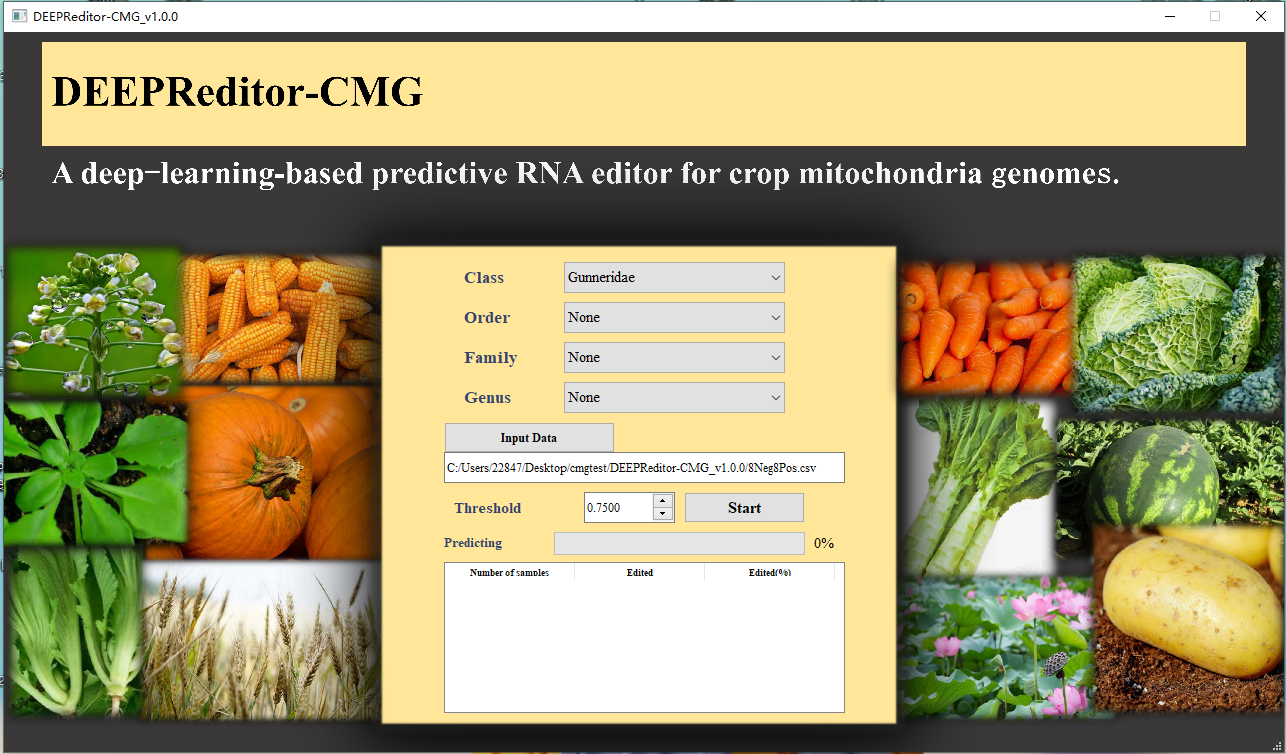 DEEPReditor-CMG_v1.0.0
DEEPReditor-CMG
A deep-learning-based predictive RNA editor for crop mitochondria genomes.
Class Gunneridae
Order None
Family None
Genus None
Input Data
C:/Users/22847/Desktop/cmgtest/DEEPReditor-CMG_v1.0.0/8Neg8Pos.csv
Threshold 0.7500 Start
Predicting 0%
Number of samples Edited Edited(%)